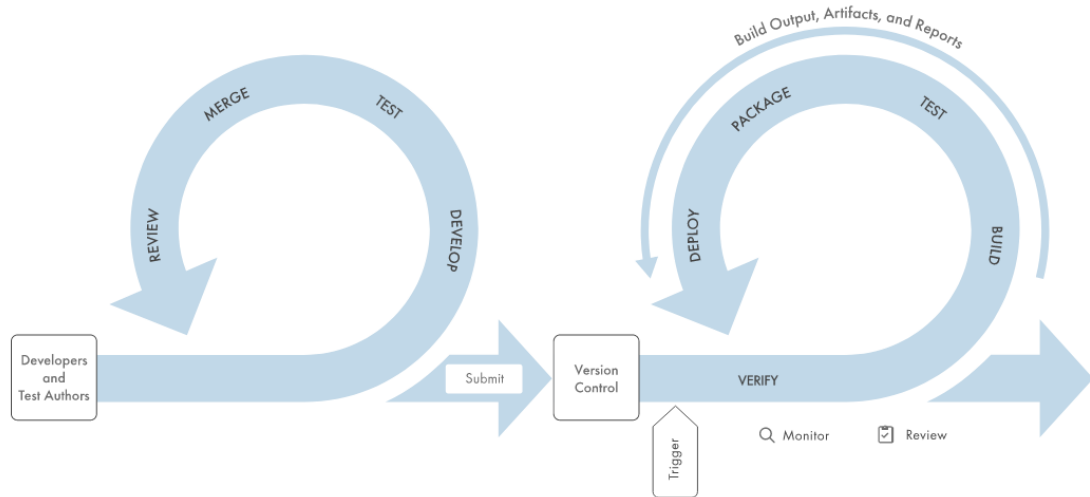 Build Output, Artifacts, and Reports
MERGE
TEST
REVIEW
DEVELOP
PACKAGE
TEST
DEPLOY
BUILD
Developers
and
Test Authors
Submit
Version
Control
VERIFY
Trigger
Monitor
Review